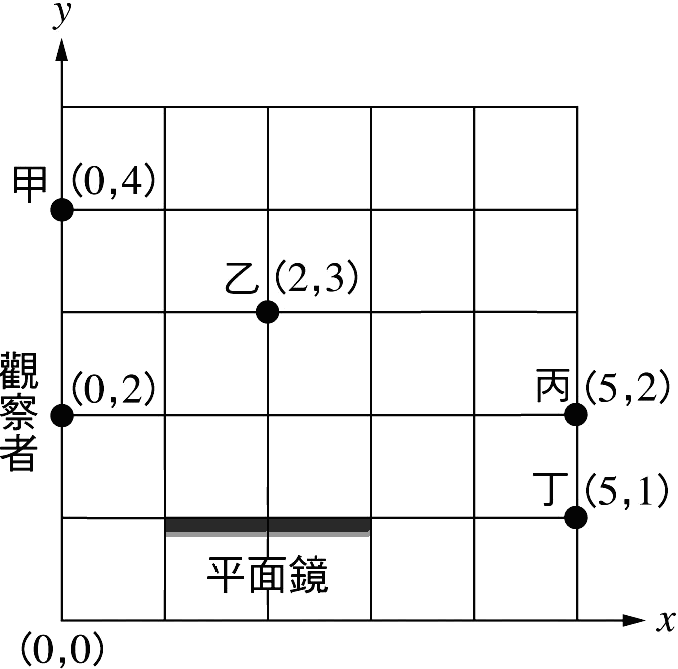 y
甲 (0,4)
乙 (2,3)
觀察者 (0,2)
丙 (5,2)
丁 (5,1)
平面鏡
(0,0)
x